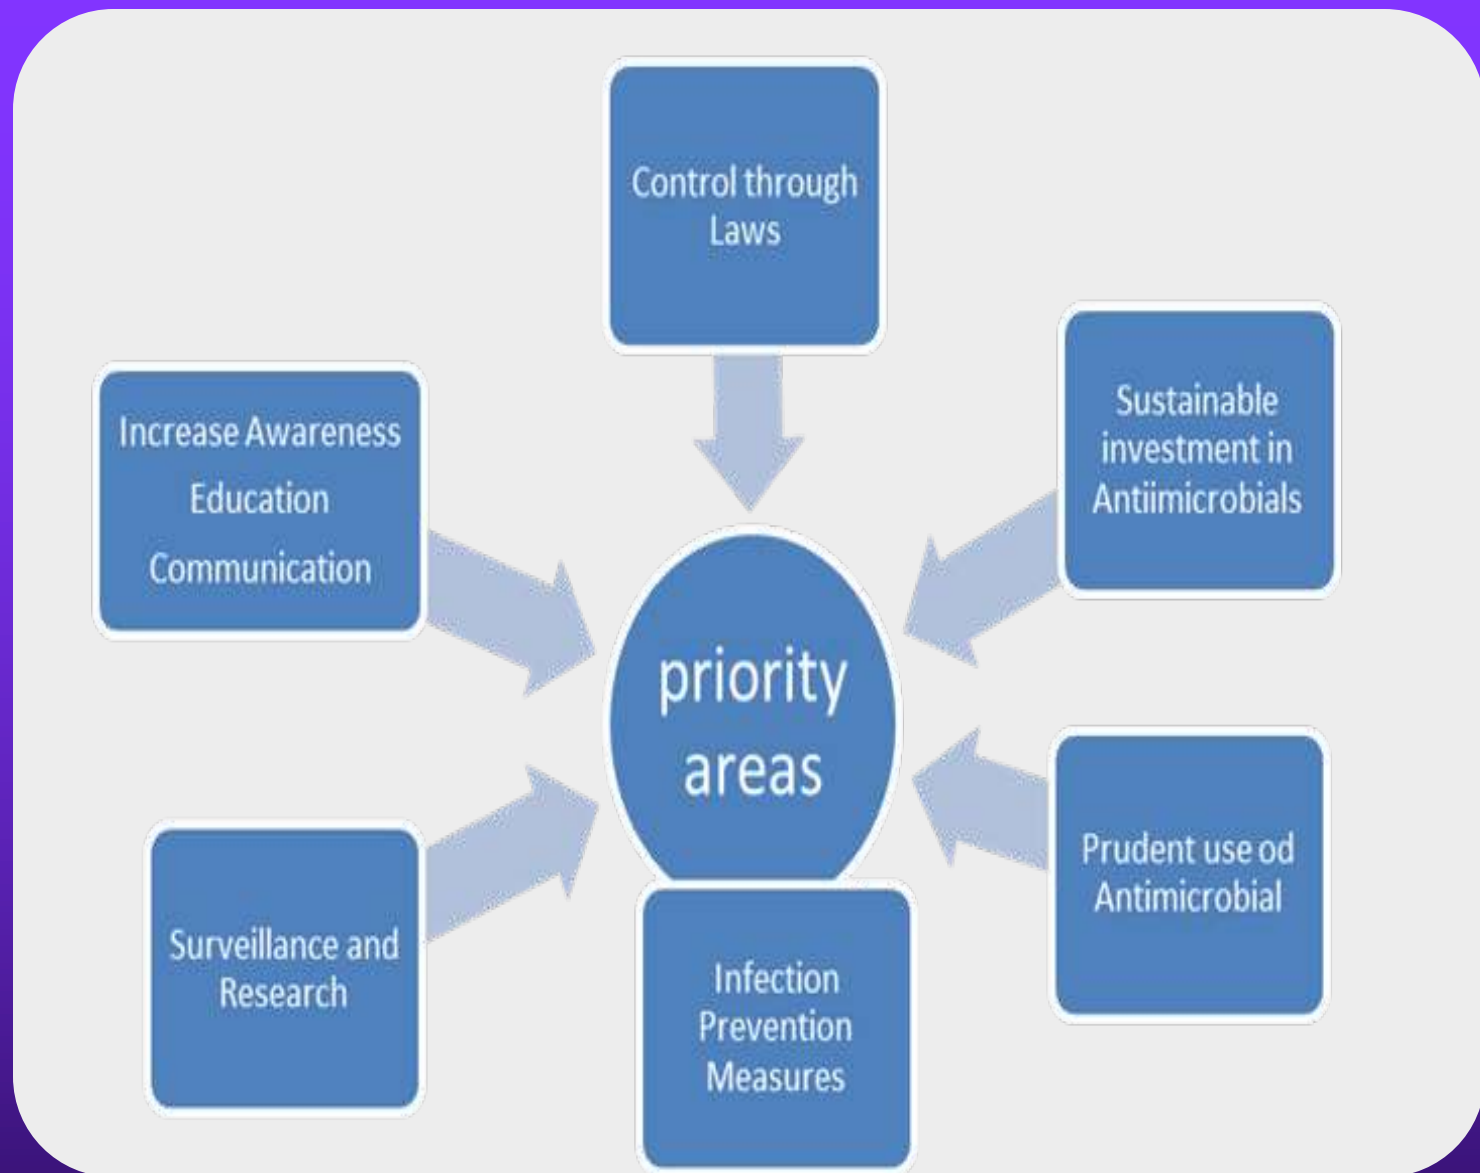 Control through
Laws
Sustainable
investment in
Antiimicrobials
Increase Awareness
Education
Communication
priority
areas
Prudent use od
Antimicrobial
Surveillance and
Research
Infection
Prevention
Measures